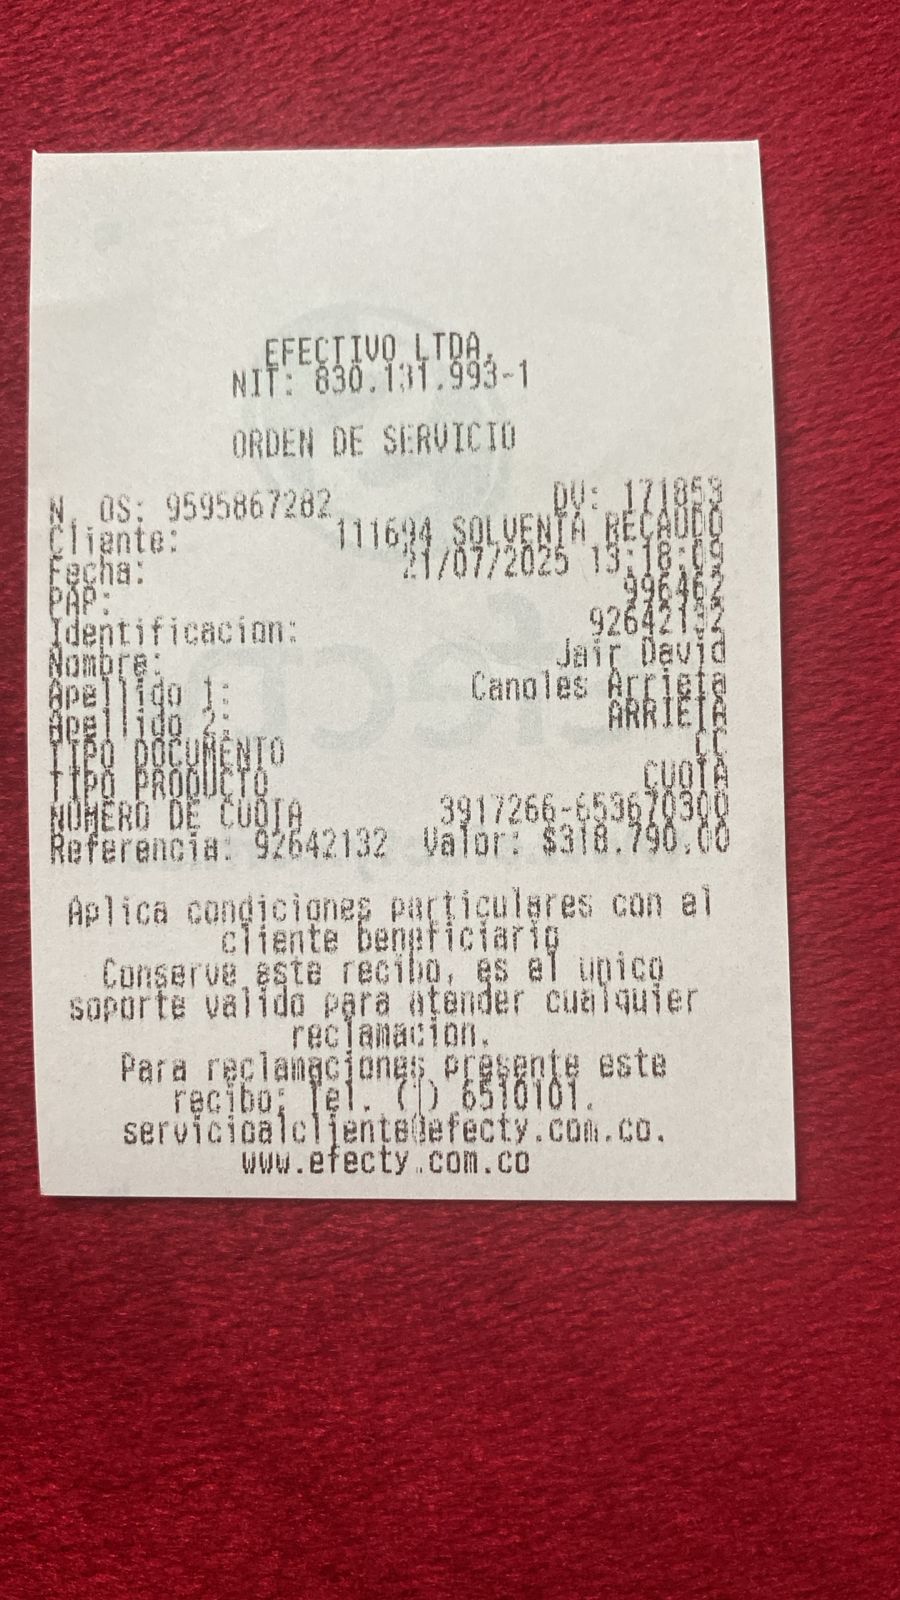 EFECTIVO LTDA.
NIT: 830.131.993-1
ORDEN DE SERVICIO
N. OS: 9595867282 DV: 171853
Cliente: 111694 SOLVENTA RECAUDO
Fecha: 21/07/2025 13:18:09
PAP: 996462
Identificacion: 92642132
Nombre: Jair David
Apellido 1: Canoles Arrieta
Apellido 2: ARRIETA
TIPO DOCUMENTO CC
TIPO PRODUCTO CUOTA
NUMERO DE CUOTA 3917266-653670300
Referencia: 92642132 Valor: $318.790.00
Aplica condiciones particulares con el
cliente beneficiario
Conserve este recibo, es el unico
soporte valido para atender cualquier
reclamacion.
Para reclamaciones presente este
recibo: Tel. () 6510101.
servicioalcliente@efecty.com.co.
www.efecty.com.co